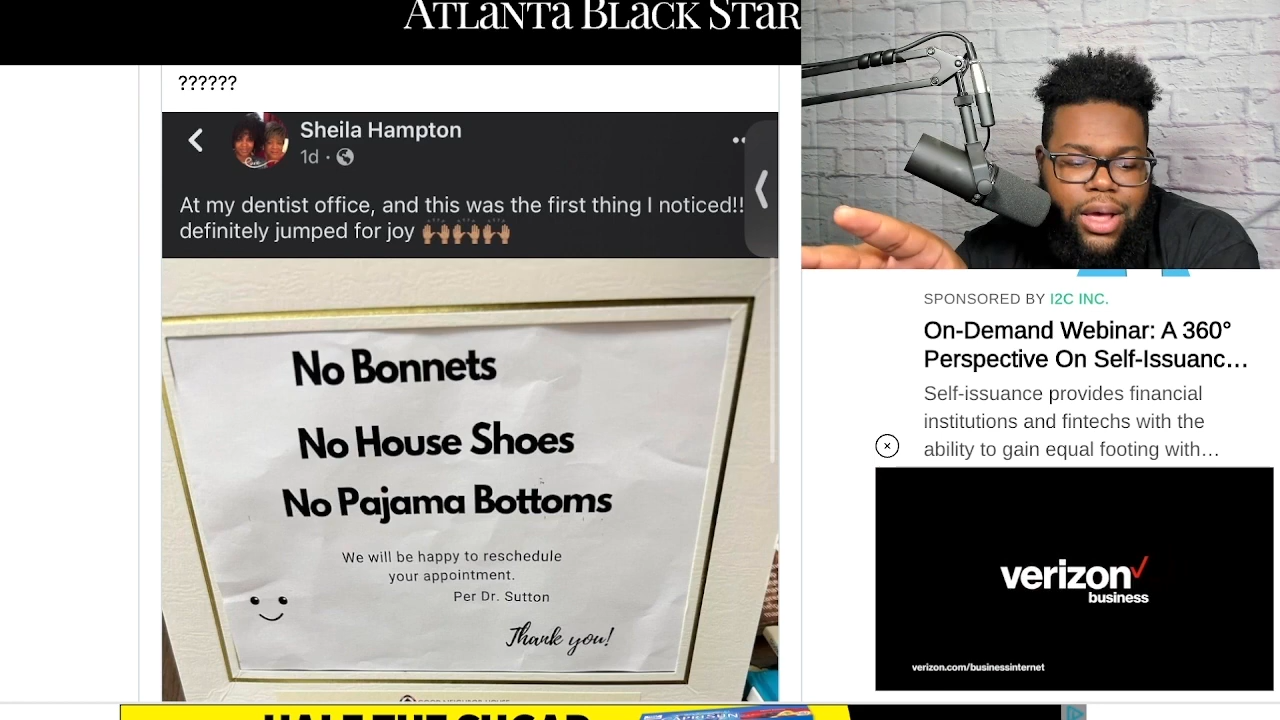 ATLANTA BLACK STAR
??????
Sheila Hampton
1d ·
At my dentist office, and this was the first thing I noticed!!
definitely jumped for joy 🙌🏽🙌🏽🙌🏽
No Bonnets
No House Shoes
No Pajama Bottoms
We will be happy to reschedule
your appointment.
Per Dr. Sutton
Thank you!
SPONSORED BY I2C INC.
On-Demand Webinar: A 360°
Perspective On Self-Issuanc...
Self-issuance provides financial
institutions and fintechs with the
ability to gain equal footing with...
verizon
business
verizon.com/businessinternet
HALF THE SUGAR